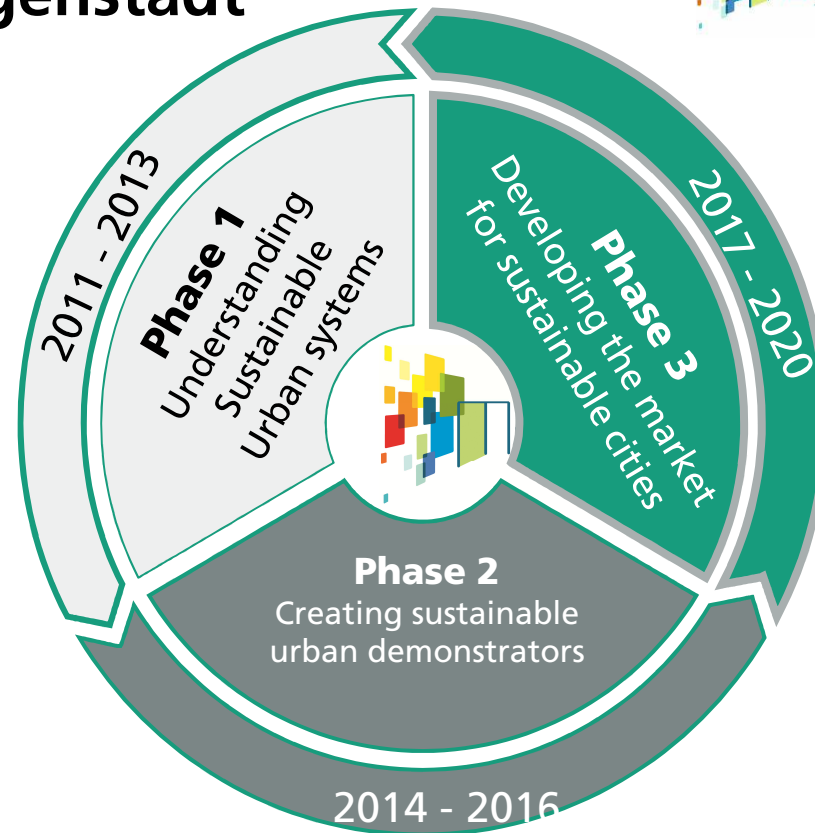 genstadt
2011 - 2013
Phase 1
Understanding
Sustainable
Urban systems
2017 - 2020
Phase 3
Developing the market
for sustainable cities
Phase 2
Creating sustainable
urban demonstrators
2014 - 2016